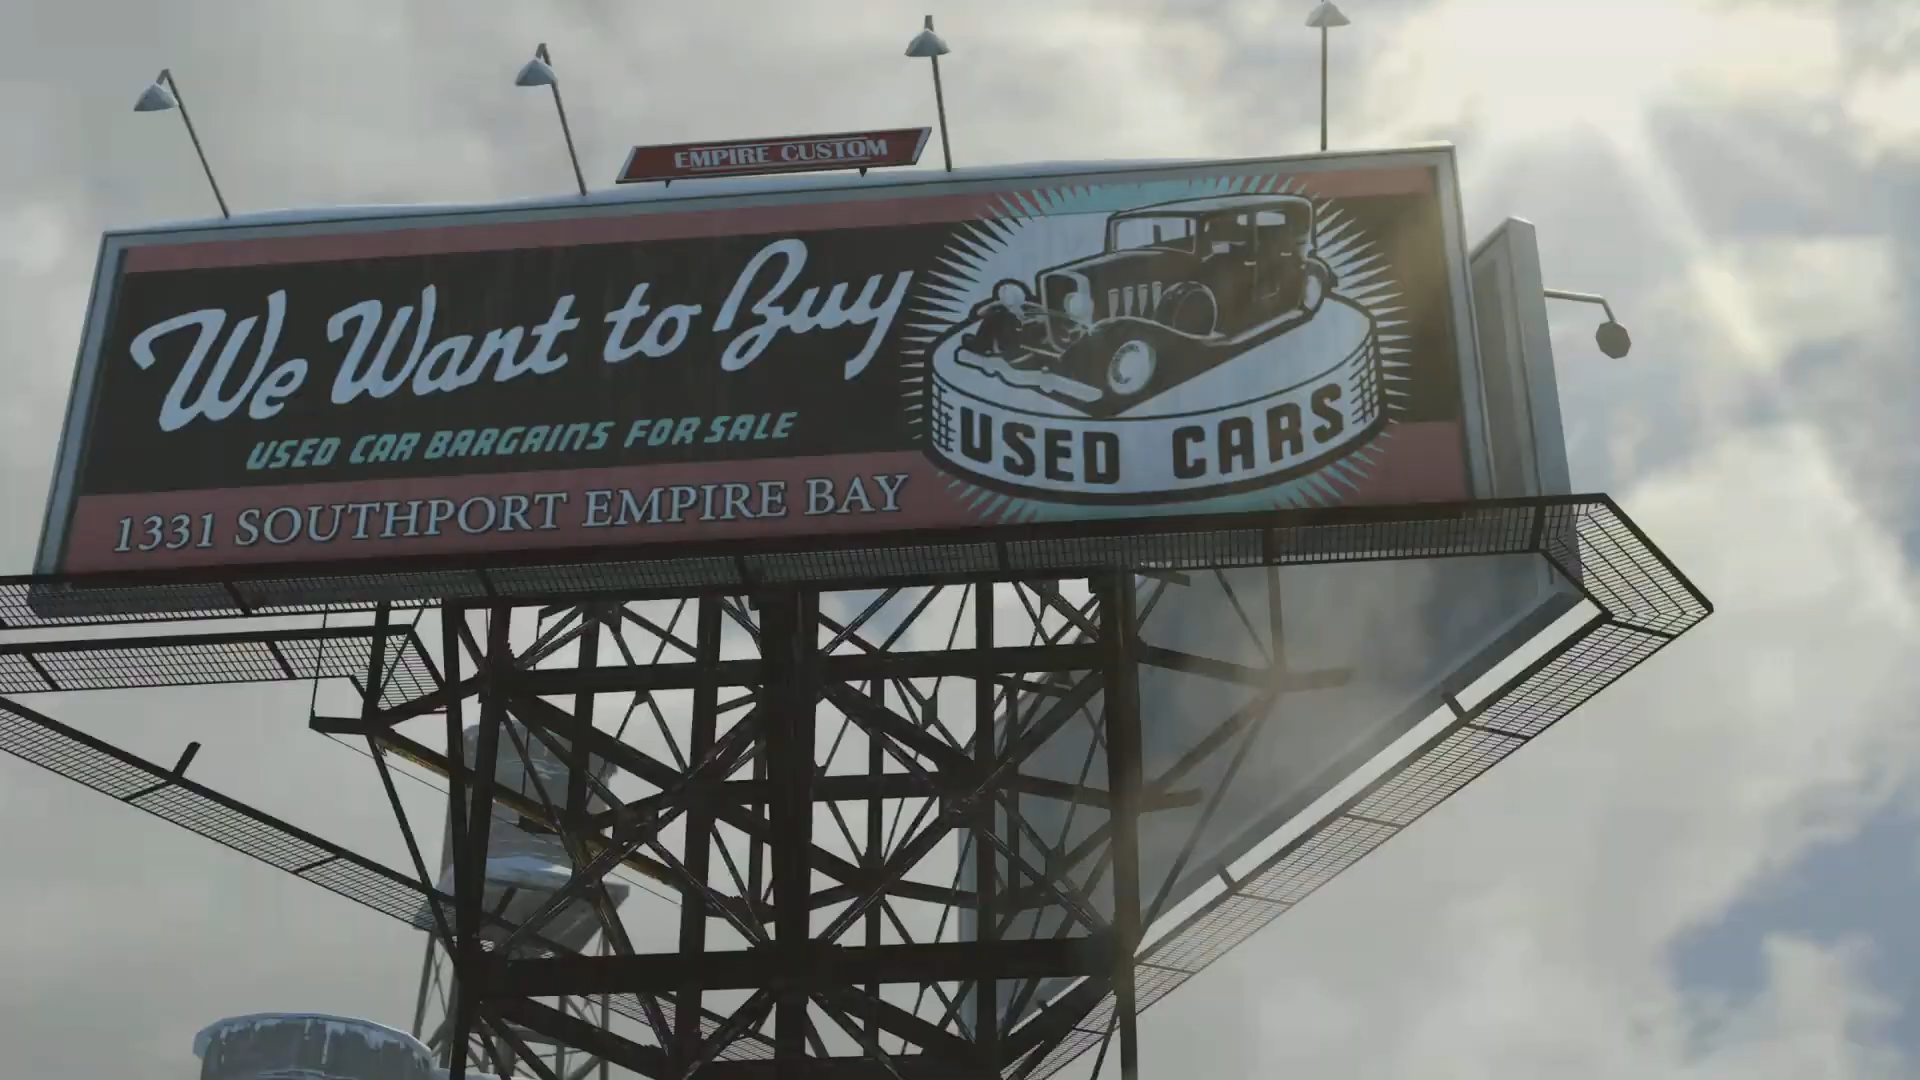 EMPIRE CUSTOM
We Want to Buy
USED CAR BARGAINS FOR SALE
1331 SOUTHPORT EMPIRE BAY
USED CARS